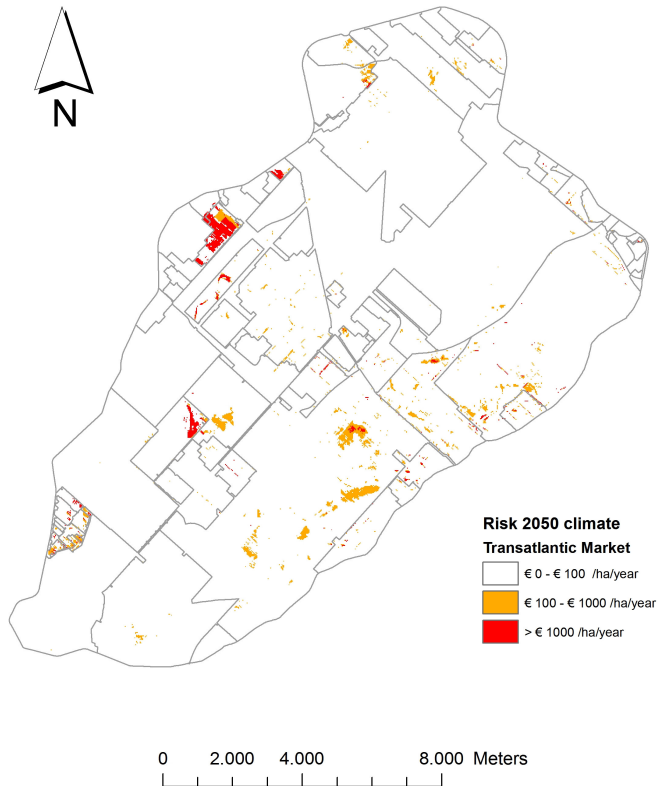 N
Risk 2050 climate
Transatlantic Market
€ 0 - € 100 /ha/year
€ 100 - € 1000 /ha/year
> € 1000 /ha/year
0 2.000 4.000 8.000 Meters